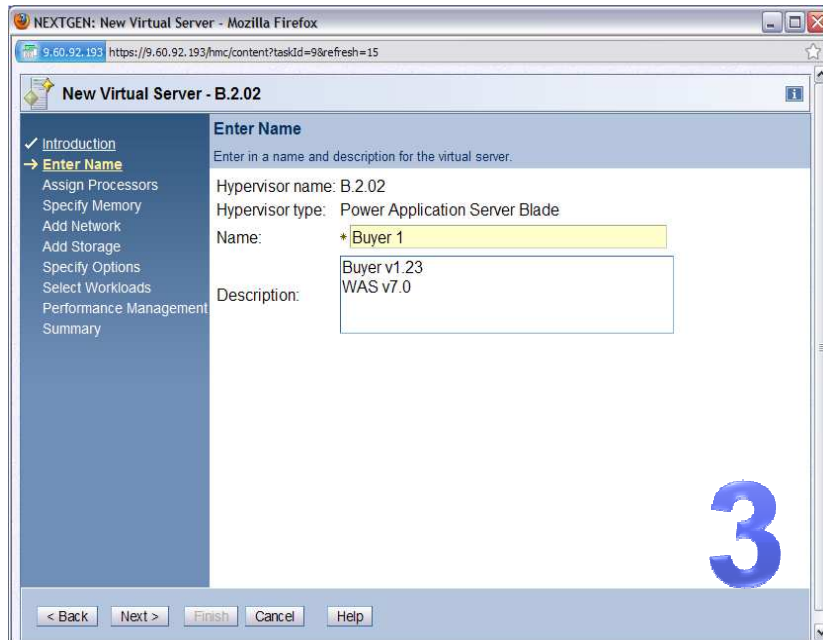 NEXTGEN: New Virtual Server - Mozilla Firefox
9.60.92.193 https://9.60.92.193/hmc/content?taskId=9&refresh=15
New Virtual Server - B.2.02
Introduction
Enter Name
Assign Processors
Specify Memory
Add Network
Add Storage
Specify Options
Select Workloads
Performance Management
Summary
Enter Name
Enter in a name and description for the virtual server.
Hypervisor name: B.2.02
Hypervisor type: Power Application Server Blade
Name: * Buyer 1
Description:
Buyer v1.23
WAS v7.0
3
< Back Next > Finish Cancel Help